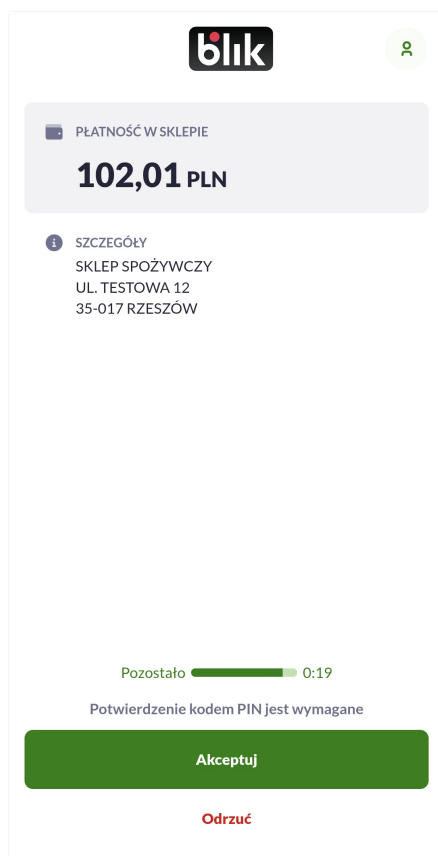 blik
PŁATNOŚĆ W SKLEPIE
102,01 PLN
SZCZEGÓŁY
SKLEP SPOŻYWCZY
UL. TESTOWA 12
35-017 RZESZÓW
Pozostało 0:19
Potwierdzenie kodem PIN jest wymagane
Akceptuj
Odrzuć